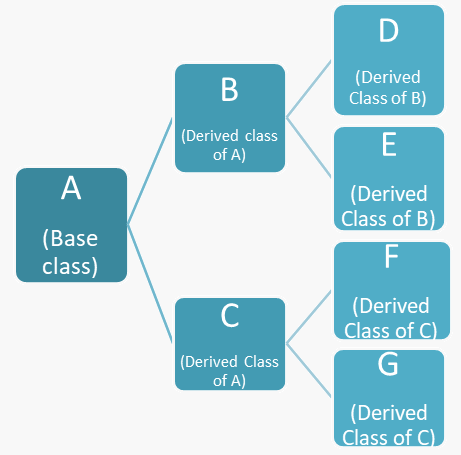 A
(Base
class)
B
(Derived class
of A)
C
(Derived Class
of A)
D
(Derived
Class of B)
E
(Derived
Class of B)
F
(Derived
Class of C)
G
(Derived
Class of C)